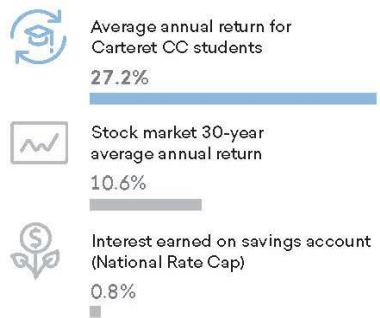 Average annual return for
Carteret CC students
27.2%
Stock market 30-year
average annual return
10.6%
Interest earned on savings account
(National Rate Cap)
0.8%